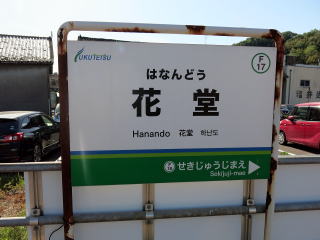 FUKUTETSU
F
17
はなんどう
花堂
Hanando 花堂 하난도
せきじゅうじまえ
Sekijuji-mae